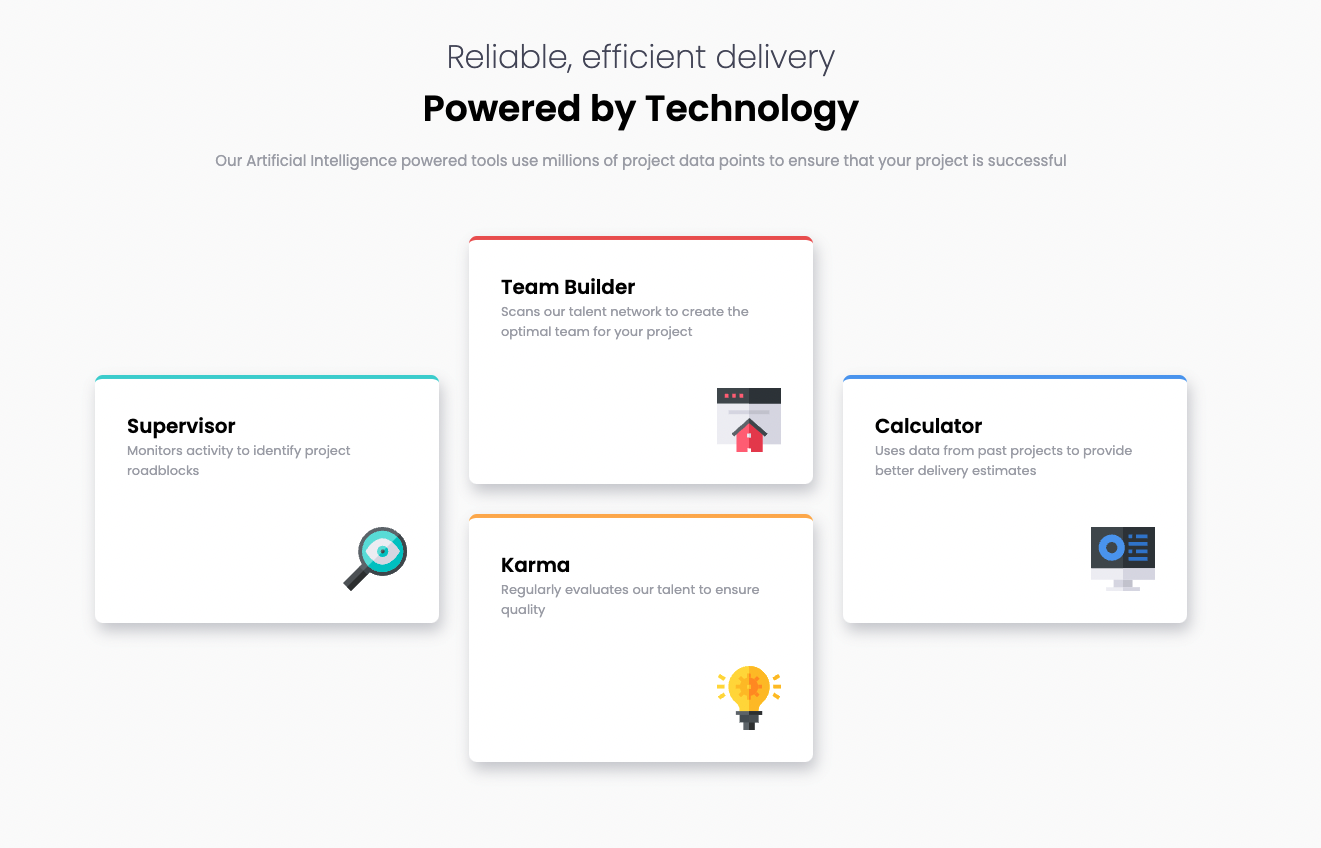 Reliable, efficient delivery
Powered by Technology
Our Artificial Intelligence powered tools use millions of project data points to ensure that your project is successful
Supervisor
Monitors activity to identify project
roadblocks
Team Builder
Scans our talent network to create the
optimal team for your project
Karma
Regularly evaluates our talent to ensure
quality
Calculator
Uses data from past projects to provide
better delivery estimates